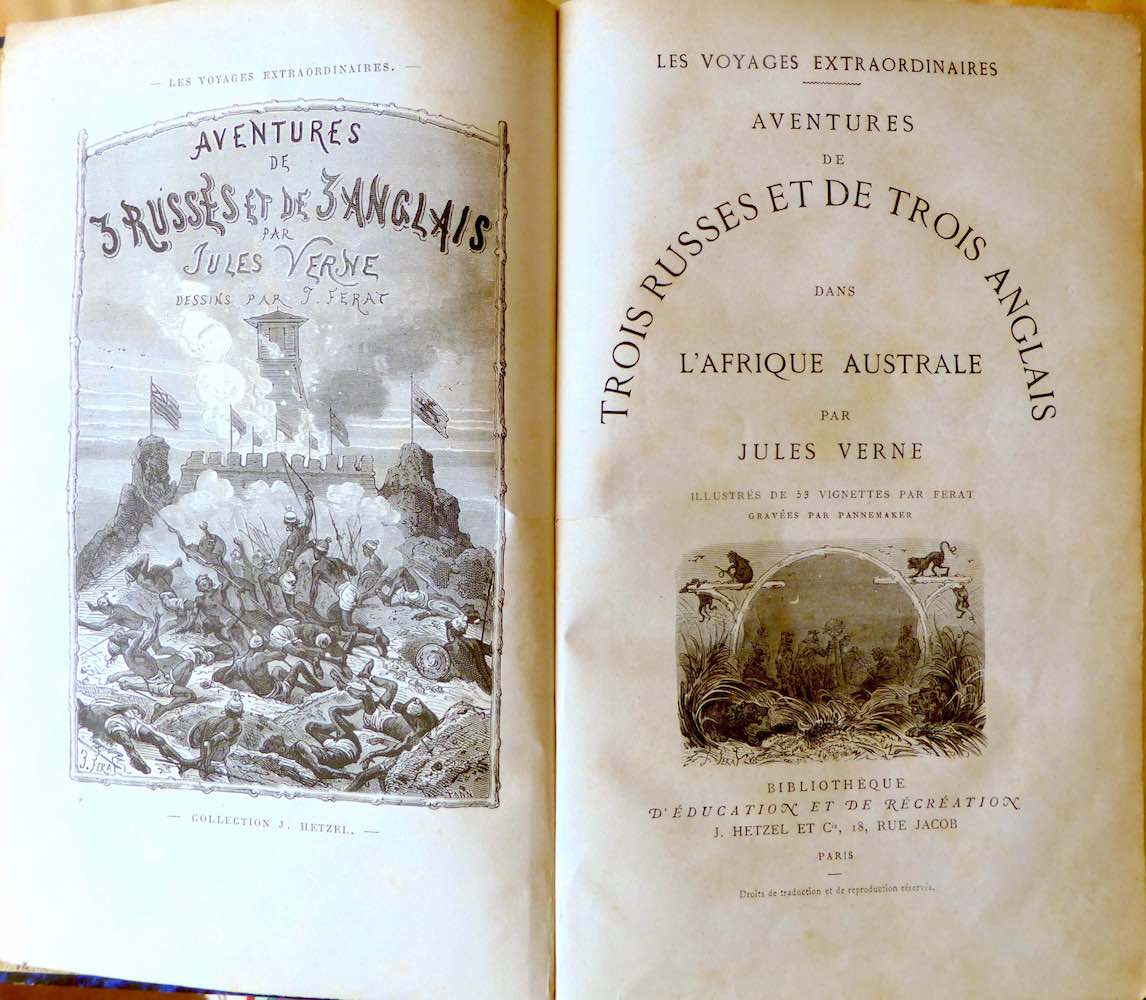 — LES VOYAGES EXTRAORDINAIRES. —
AVENTURES
DE
3 RUSSES ET DE 3 ANGLAIS
PAR
JULES VERNE
DESSINS PAR J. FERAT
J. FERAT
PANN
— COLLECTION J. HETZEL. —
LES VOYAGES EXTRAORDINAIRES
AVENTURES
DE
TROIS RUSSES ET DE TROIS ANGLAIS
DANS
L'AFRIQUE AUSTRALE
PAR
JULES VERNE
ILLUSTRÉS DE 53 VIGNETTES PAR FERAT
GRAVÉES PAR PANNEMAKER
J. FERAT
BIBLIOTHÈQUE
D'ÉDUCATION ET DE RÉCRÉATION
J. HETZEL ET Cie, 18, RUE JACOB
PARIS
Droits de traduction et de reproduction réservés.